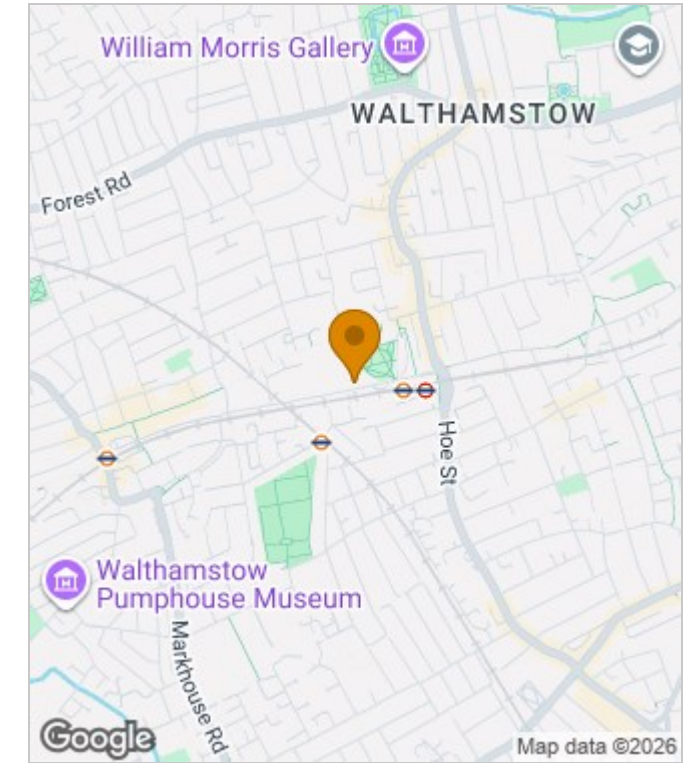 William Morris Gallery
WALTHAMSTOW
Forest Rd
Hoe St
Walthamstow
Pumphouse Museum
Markhouse Rd
Google
Map data ©2026